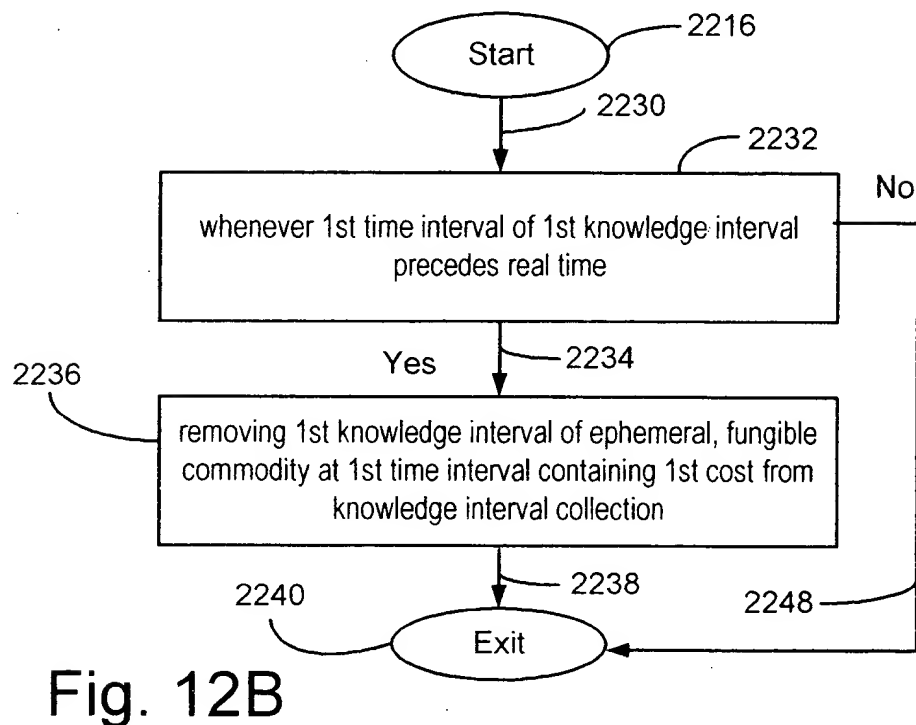 Start
2216
2230
2232
No
whenever 1st time interval of 1st knowledge interval
precedes real time
Yes
2234
2236
removing 1st knowledge interval of ephemeral, fungible
commodity at 1st time interval containing 1st cost from
knowledge interval collection
2238
2240
2248
Exit
Fig. 12B